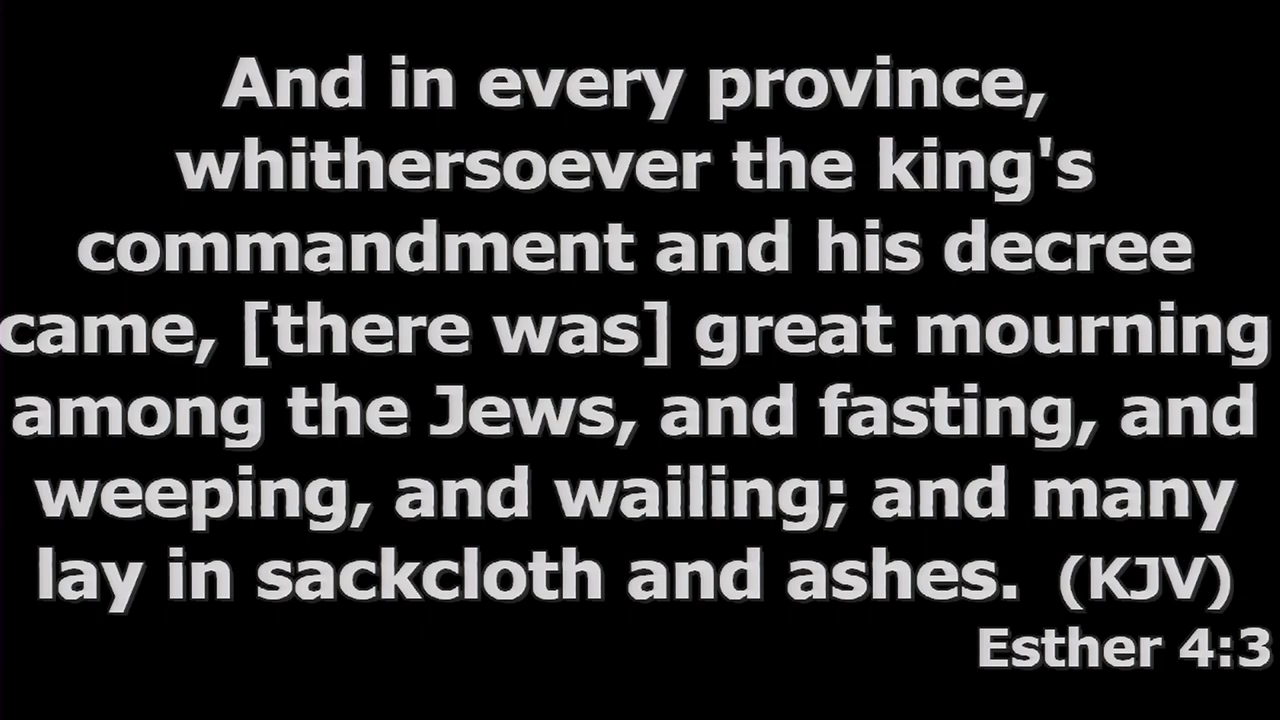 And in every province,
whithersoever the king's
commandment and his decree
came, [there was] great mourning
among the Jews, and fasting, and
weeping, and wailing; and many
lay in sackcloth and ashes. (KJV)
Esther 4:3